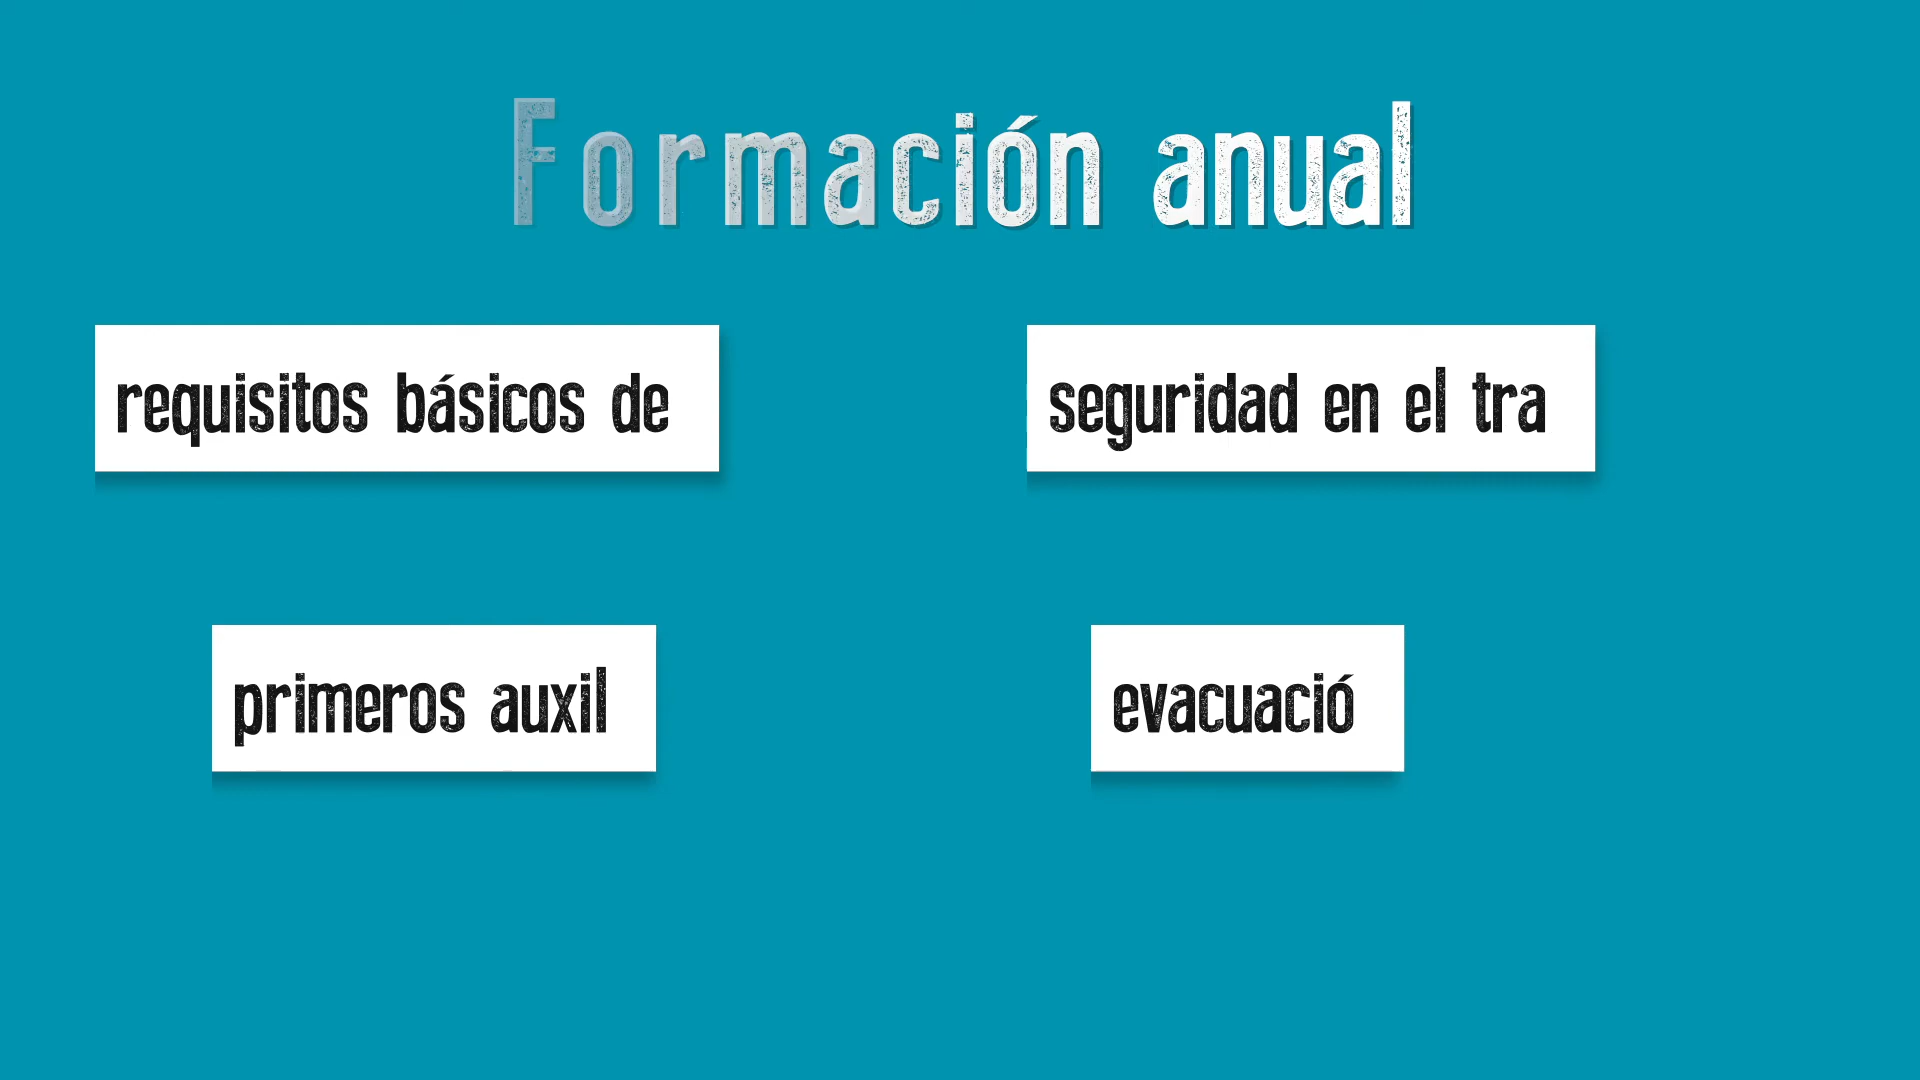 Formación anual
requisitos básicos de
seguridad en el tra
primeros auxil
evacuació